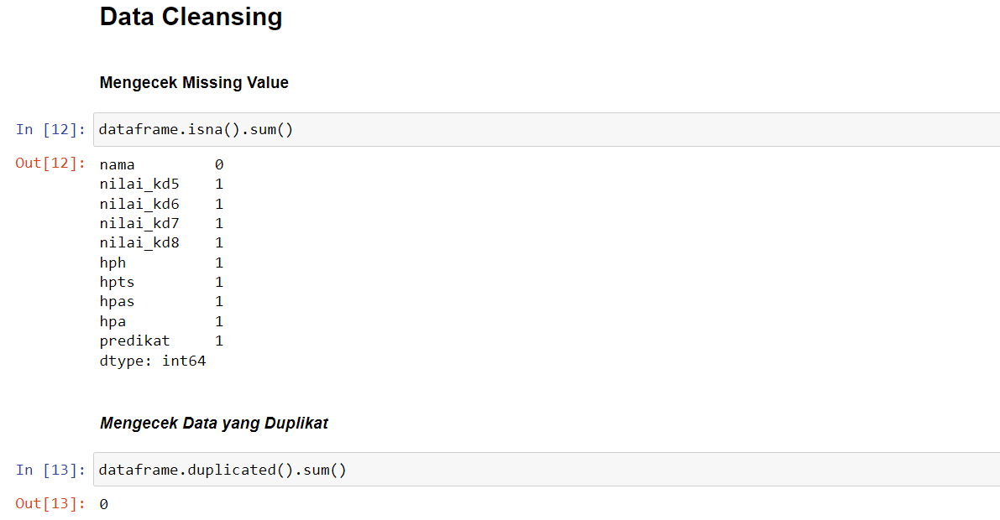 Data Cleansing
Mengecek Missing Value
In [12]: dataframe.isna().sum()
Out[12]: nama 0
nilai_kd5 1
nilai_kd6 1
nilai_kd7 1
nilai_kd8 1
hph 1
hpts 1
hpas 1
hpa 1
predikat 1
dtype: int64
Mengecek Data yang Duplikat
In [13]: dataframe.duplicated().sum()
Out[13]: 0